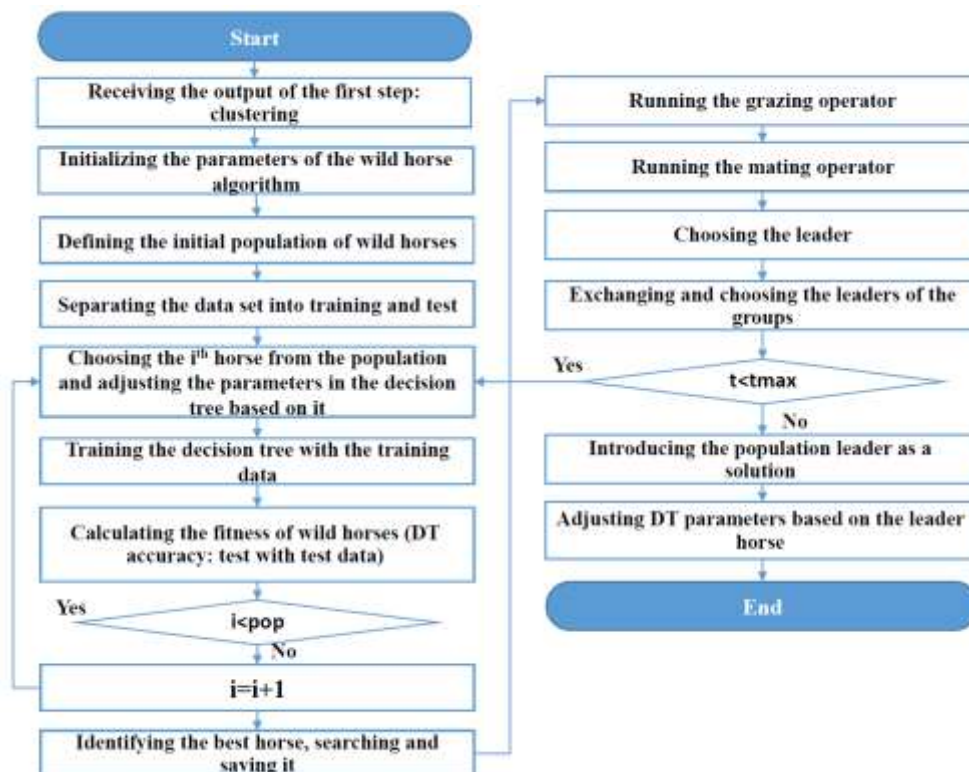 Start
Receiving the output of the first step:
clustering
Initializing the parameters of the wild horse
algorithm
Defining the initial population of wild horses
Separating the data set into training and test
Choosing the iᵗʰ horse from the population
and adjusting the parameters in the decision
tree based on it
Training the decision tree with the training
data
Calculating the fitness of wild horses (DT
accuracy: test with test data)
Yes
i<pop
No
i=i+1
Identifying the best horse, searching and
saving it
Running the grazing operator
Running the mating operator
Choosing the leader
Exchanging and choosing the leaders of the
groups
Yes
t<tmax
No
Introducing the population leader as a
solution
Adjusting DT parameters based on the leader
horse
End